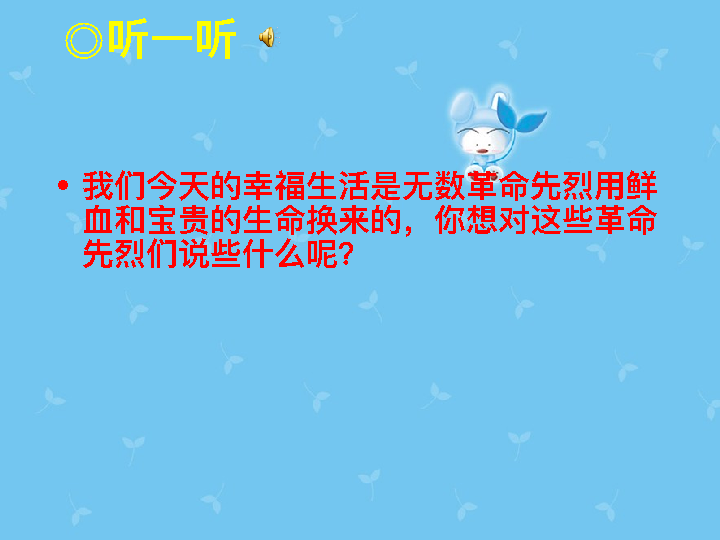 ◎听一听
• 我们今天的幸福生活是无数革命先烈用鲜
血和宝贵的生命换来的，你想对这些革命
先烈们说些什么呢？